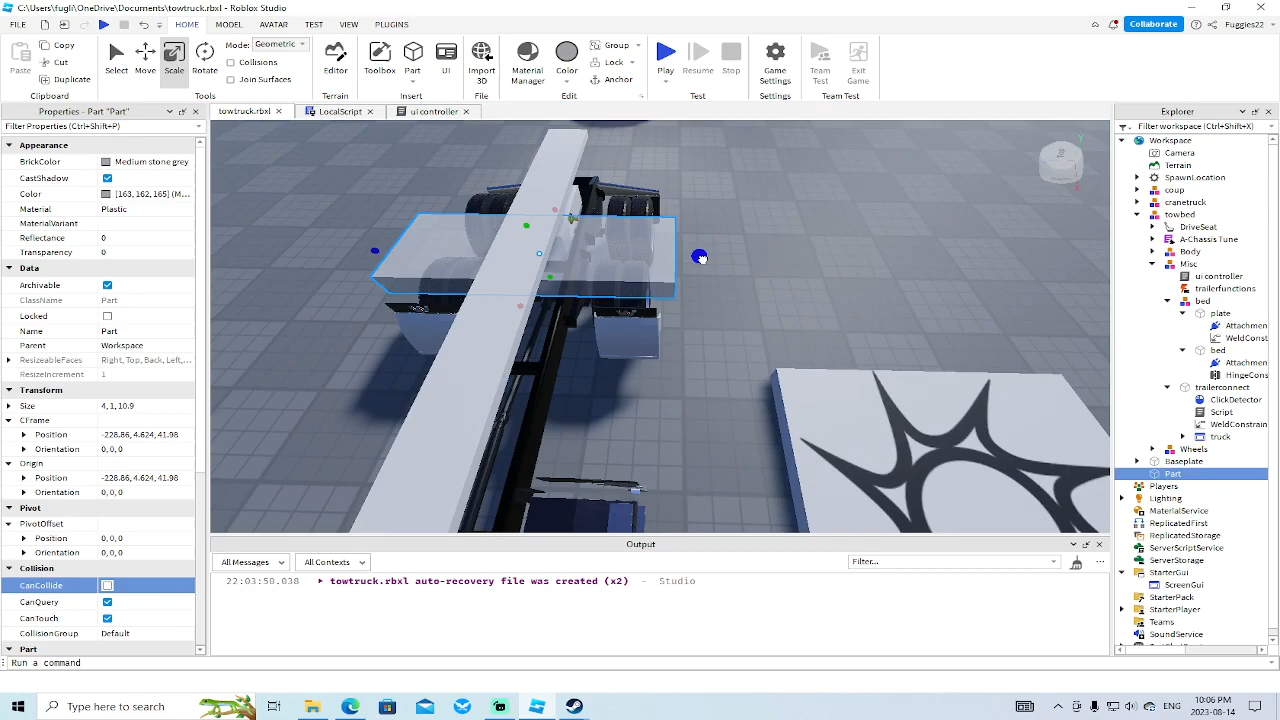 C:\Users\fugli\OneDrive\Documents\towtruck.rbxl - Roblox Studio
FILE
HOME MODEL AVATAR TEST VIEW PLUGINS
Collaborate
Fuggies22
Paste
Copy
Cut
Duplicate
Clipboard
Select
Move
Scale
Rotate
Mode: Geometric
Collisions
Join Surfaces
Tools
Editor
Terrain
Toolbox
Part
UI
Insert
Import
3D
File
Material
Manager
Color
Group
Lock
Anchor
Edit
Play
Resume
Stop
Test
Game
Settings
Settings
Team
Test
Exit
Game
Team Test
Properties - Part "Part"
Filter Properties (Ctrl+Shift+P)
Appearance
BrickColor Medium stone grey
CastShadow
Color [163, 162, 165] (M...
Material Plastic
MaterialVariant
Reflectance 0
Transparency 0
Data
Archivable
ClassName Part
Locked
Name Part
Parent Workspace
ResizeableFaces Right, Top, Back, Left,...
ResizeIncrement 1
Transform
Size 4, 1, 10.9
CFrame
Position -228.86, 4.624, 41.98
Orientation 0, 0, 0
Origin
Position -228.86, 4.624, 41.98
Orientation 0, 0, 0
Pivot
PivotOffset
Position 0, 0, 0
Orientation 0, 0, 0
Collision
CanCollide
CanQuery
CanTouch
CollisionGroup Default
Part
Run a command
towtruck.rbxl
LocalScript
ui controller
Output
All Messages
All Contexts
Filter...
22:03:50.038 towtruck.rbxl auto-recovery file was created (x2) - Studio
Explorer
Filter workspace (Ctrl+Shift+X)
Workspace
Camera
Terrain
SpawnLocation
coup
cranetruck
towbed
DriveSeat
A-Chassis Tune
Body
Misc
ui controller
trailerfunctions
bed
plate
Attachmen
WeldConst
bed
Attachmen
HingeCons
trailerconnect
ClickDetector
Script
WeldConstrain
truck
Wheels
Baseplate
Part
Players
Lighting
MaterialService
ReplicatedFirst
ReplicatedStorage
ServerScriptService
ServerStorage
StarterGui
ScreenGui
StarterPack
StarterPlayer
Teams
SoundService
Type here to search
ENG
10:06 PM
2023-08-14